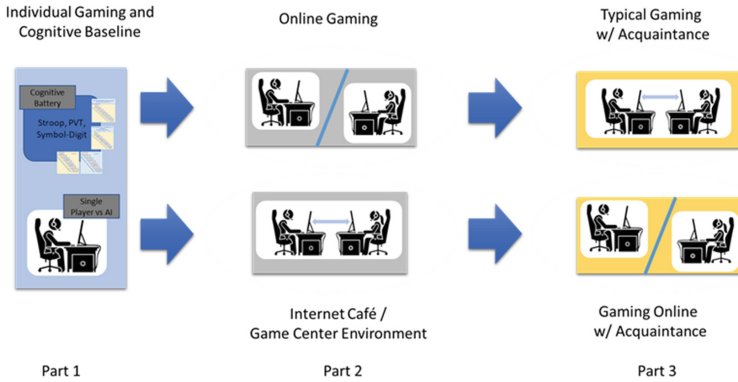 Individual Gaming and
Cognitive Baseline
Online Gaming
Typical Gaming
w/ Acquaintance
Cognitive
Battery
Stroop, PVT,
Symbol-Digit
Single
Player vs AI
Internet Café /
Game Center Environment
Gaming Online
w/ Acquaintance
Part 1
Part 2
Part 3